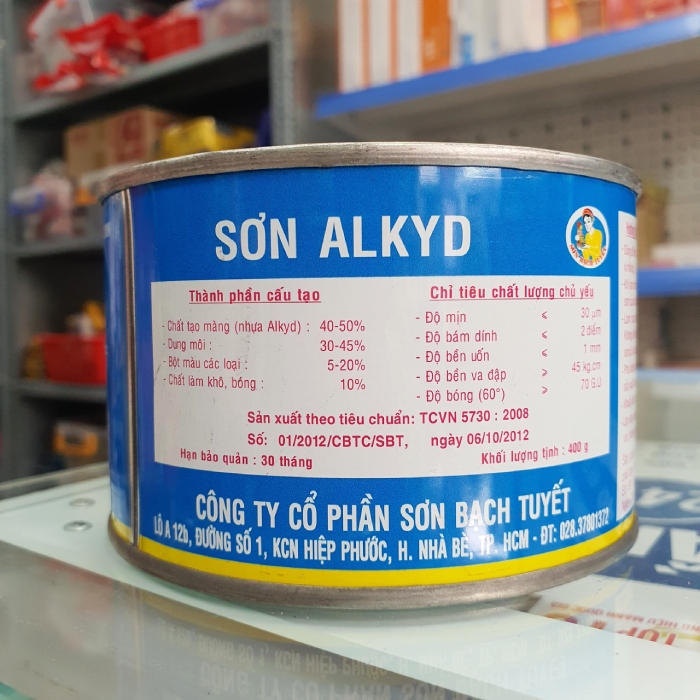 SƠN ALKYD
Thành phần cấu tạo
- Chất tạo màng (nhựa Alkyd) : 40-50%
- Dung môi : 30-45%
- Bột màu các loại : 5-20%
- Chất làm khô, bóng : 10%
Chỉ tiêu chất lượng chủ yếu
- Độ mịn ≤ 30 µm
- Độ bám dính ≤ 2 điểm
- Độ bền uốn ≤ 1 mm
- Độ bền va đập ≥ 45 kg.cm
- Độ bóng (60°) ≥ 70 G.U
Sản xuất theo tiêu chuẩn: TCVN 5730 : 2008
Số: 01/2012/CBTC/SBT, ngày 06/10/2012
Hạn bảo quản : 30 tháng Khối lượng tịnh : 400 g
CÔNG TY CỔ PHẦN SƠN BẠCH TUYẾT
LÔ A 12b, ĐƯỜNG SỐ 1, KCN HIỆP PHƯỚC, H. NHÀ BÈ, TP. HCM - ĐT: 028.37801372